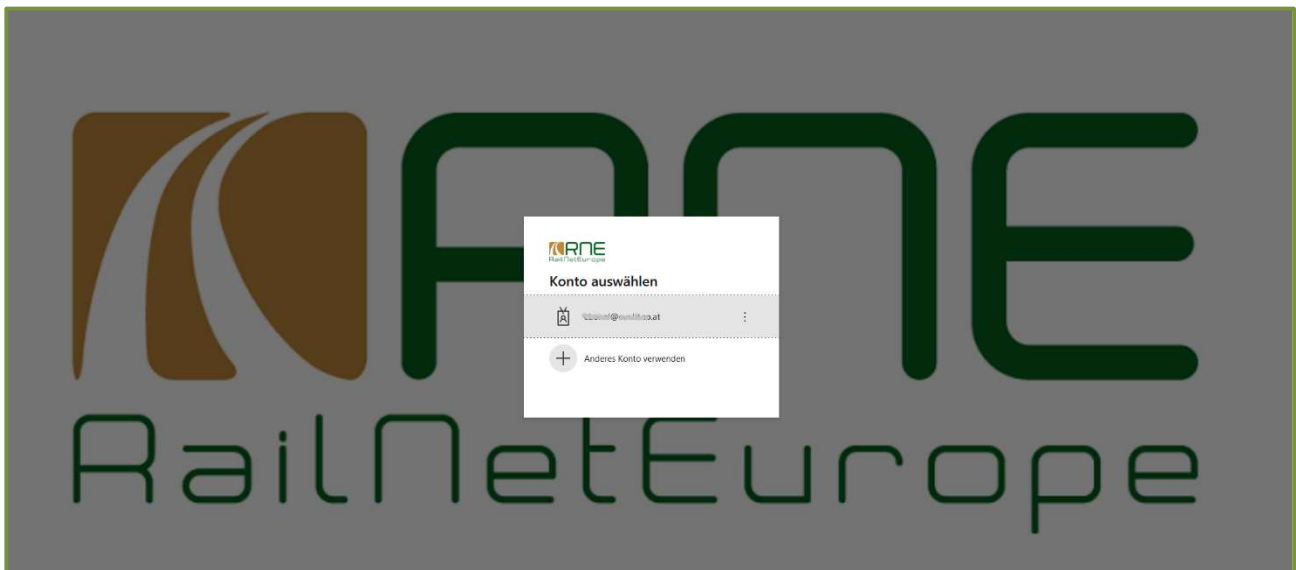 RNE
RailNetEurope
RNE
RailNetEurope
Konto auswählen
Anderes Konto verwenden